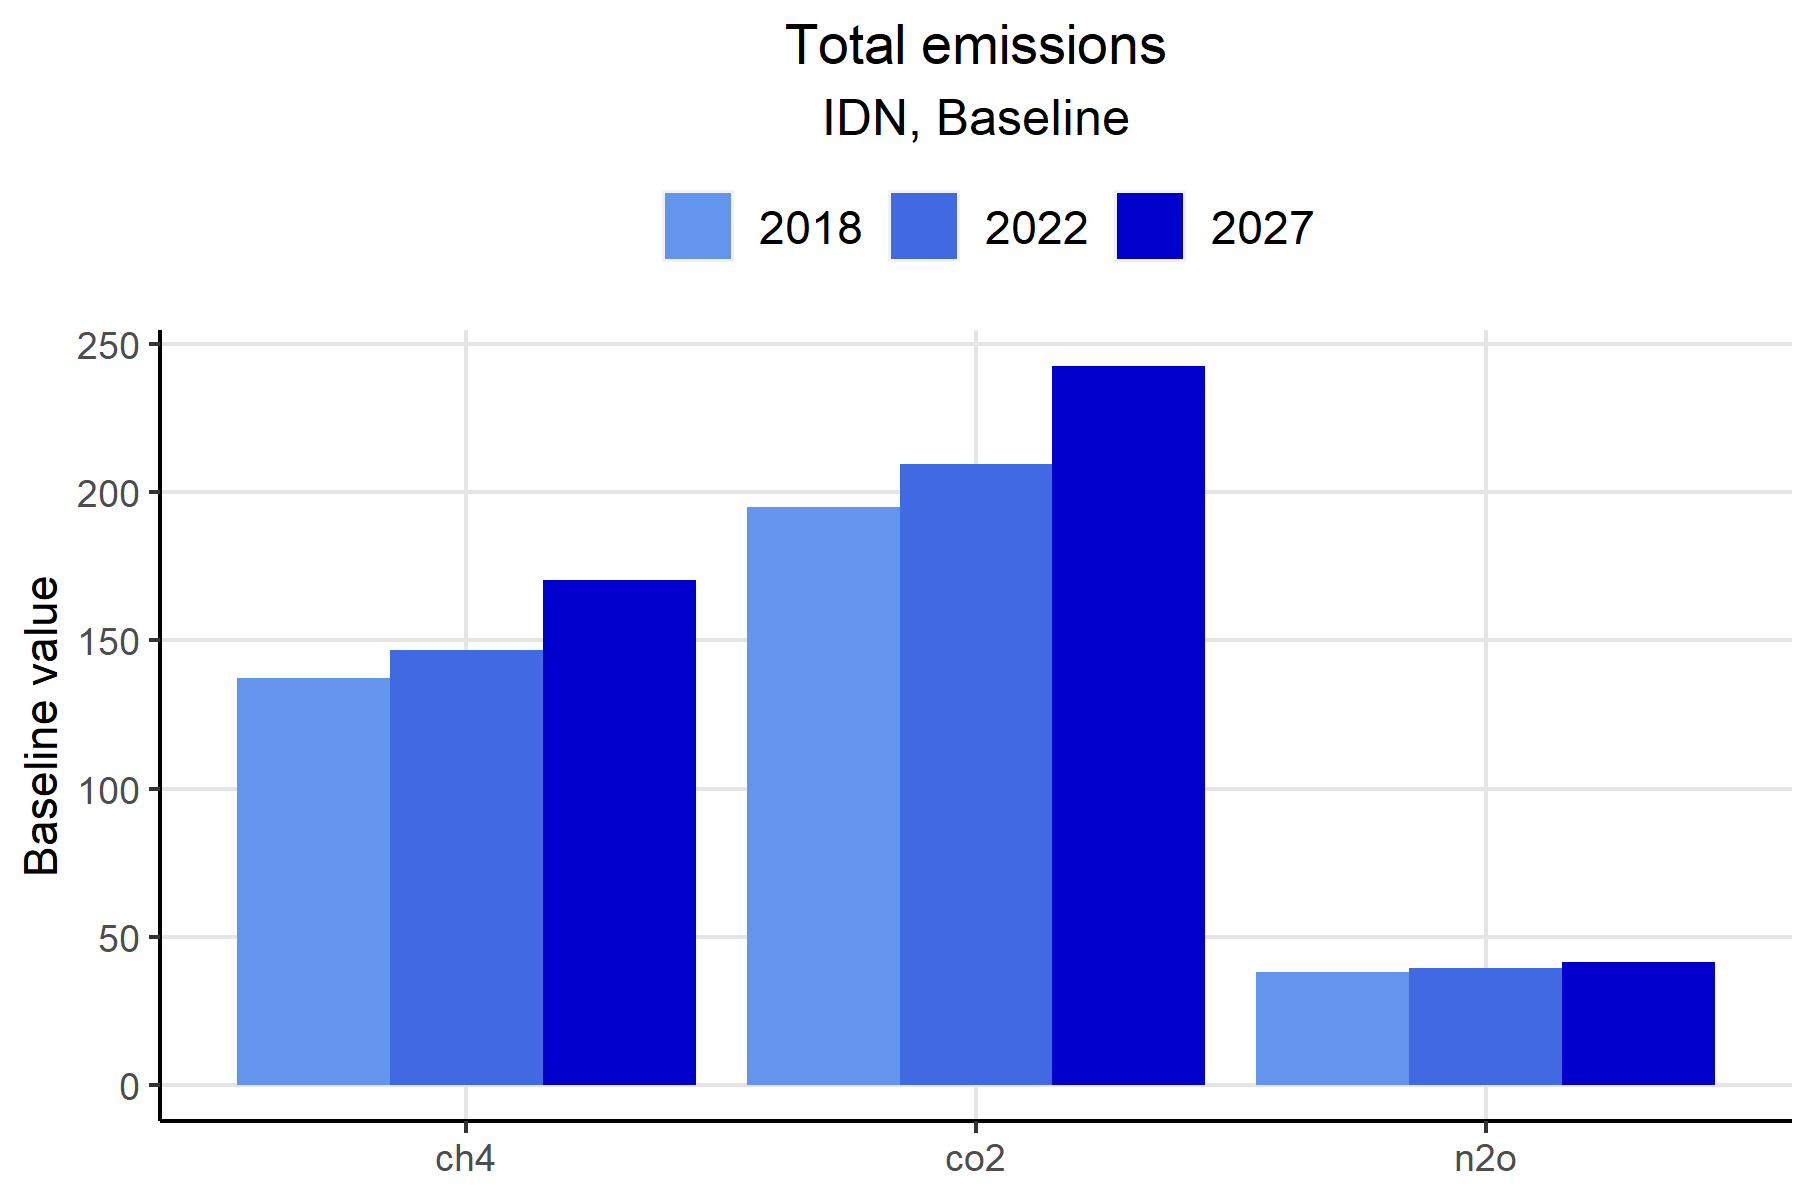 Total emissions
IDN, Baseline
2018 2022 2027
Baseline value
250
200
150
100
50
0
ch4 co2 n2o